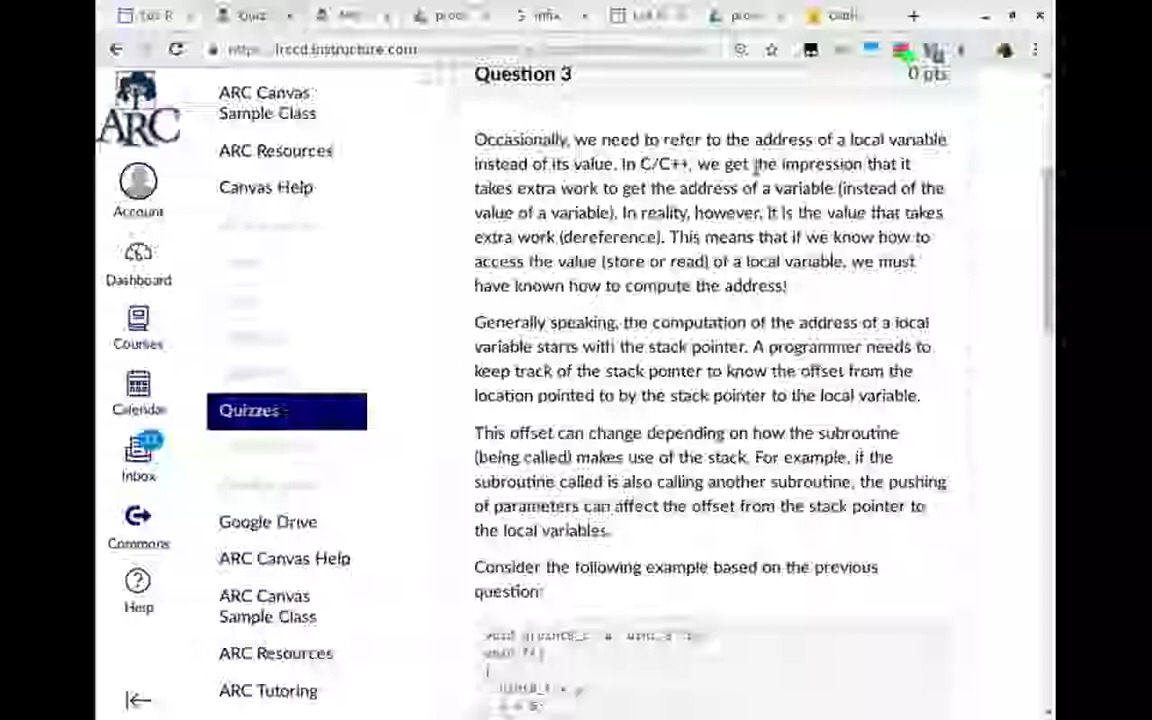 Quiz
https: lrccd.instructure.com
ARC
Account
Dashboard
Courses
Calendar
Inbox
Commons
Help
ARC Canvas
Sample Class
ARC Resources
Canvas Help
Quizzes
Google Drive
ARC Canvas Help
ARC Canvas
Sample Class
ARC Resources
ARC Tutoring
Question 3
0 pts
Occasionally, we need to refer to the address of a local variable
instead of its value. In C/C++, we get the impression that it
takes extra work to get the address of a variable (instead of the
value of a variable). In reality, however, it is the value that takes
extra work (dereference). This means that if we know how to
access the value (store or read) of a local variable, we must
have known how to compute the address!
Generally speaking, the computation of the address of a local
variable starts with the stack pointer. A programmer needs to
keep track of the stack pointer to know the offset from the
location pointed to by the stack pointer to the local variable.
This offset can change depending on how the subroutine
(being called) makes use of the stack. For example, if the
subroutine called is also calling another subroutine, the pushing
of parameters can affect the offset from the stack pointer to
the local variables.
Consider the following example based on the previous
question: